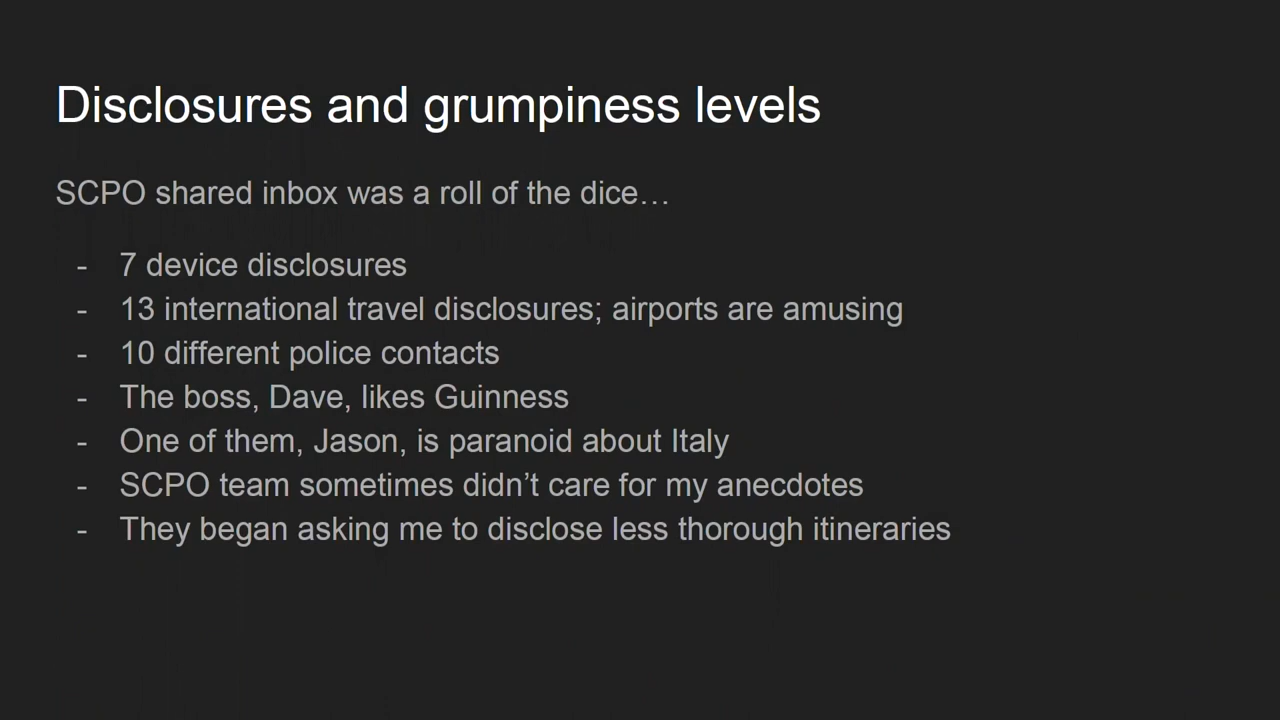 Disclosures and grumpiness levels
SCPO shared inbox was a roll of the dice…
- 7 device disclosures
- 13 international travel disclosures; airports are amusing
- 10 different police contacts
- The boss, Dave, likes Guinness
- One of them, Jason, is paranoid about Italy
- SCPO team sometimes didn’t care for my anecdotes
- They began asking me to disclose less thorough itineraries